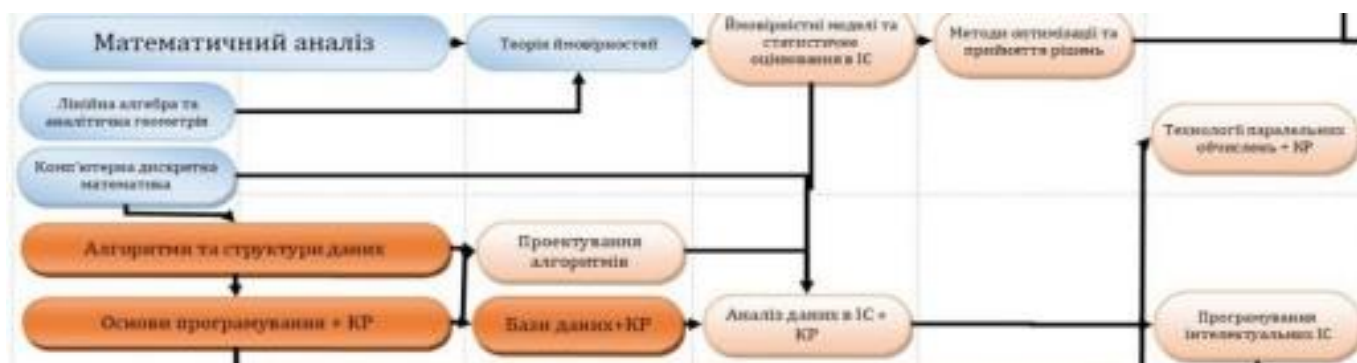 Математичний аналіз
Теорія ймовірностей
Ймовірністні моделі та
статистичне
оцінювання в ІС
Методи оптимізації та
прийняття рішень
Лінійна алгебра та
аналітична геометрія
Технології паралельних
обчислень + КР
Комп'ютерна дискретна
математика
Алгоритми та структури даних
Проектування
алгоритмів
Основи програмування + КР
Бази даних+КР
Аналіз даних в ІС +
КР
Програмування
інтелектуальних ІС